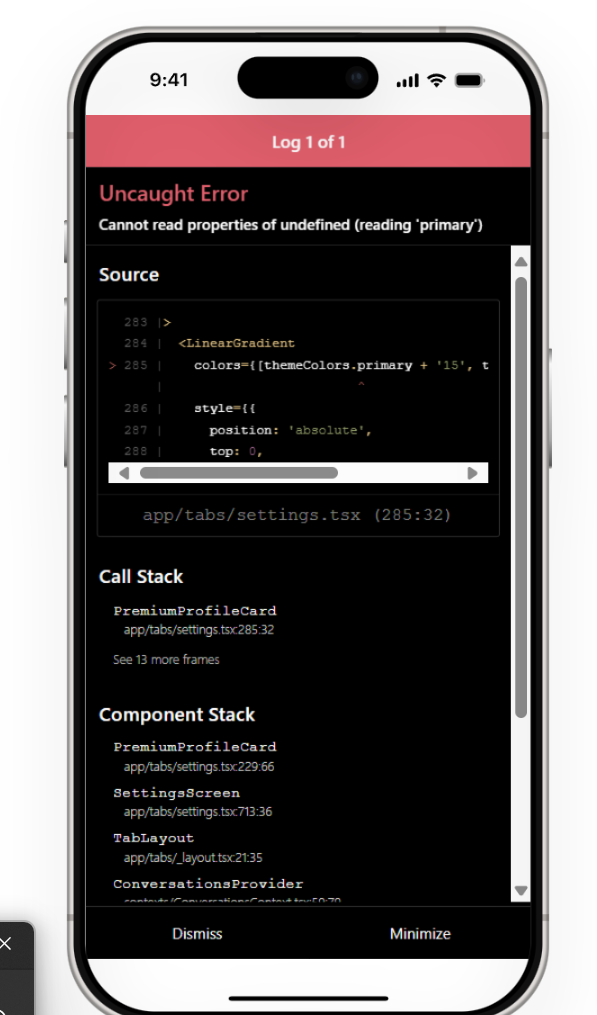 9:41
Log 1 of 1
Uncaught Error
Cannot read properties of undefined (reading 'primary')
Source
283 |>
284 | <LinearGradient
> 285 | colors={[themeColors.primary + '15', t
| ^
286 | style={{
287 | position: 'absolute',
288 | top: 0,
app/tabs/settings.tsx (285:32)
Call Stack
PremiumProfileCard
app/tabs/settings.tsx:285:32
See 13 more frames
Component Stack
PremiumProfileCard
app/tabs/settings.tsx:229:66
SettingsScreen
app/tabs/settings.tsx:713:36
TabLayout
app/tabs/_layout.tsx:21:35
ConversationsProvider
Dismiss
Minimize